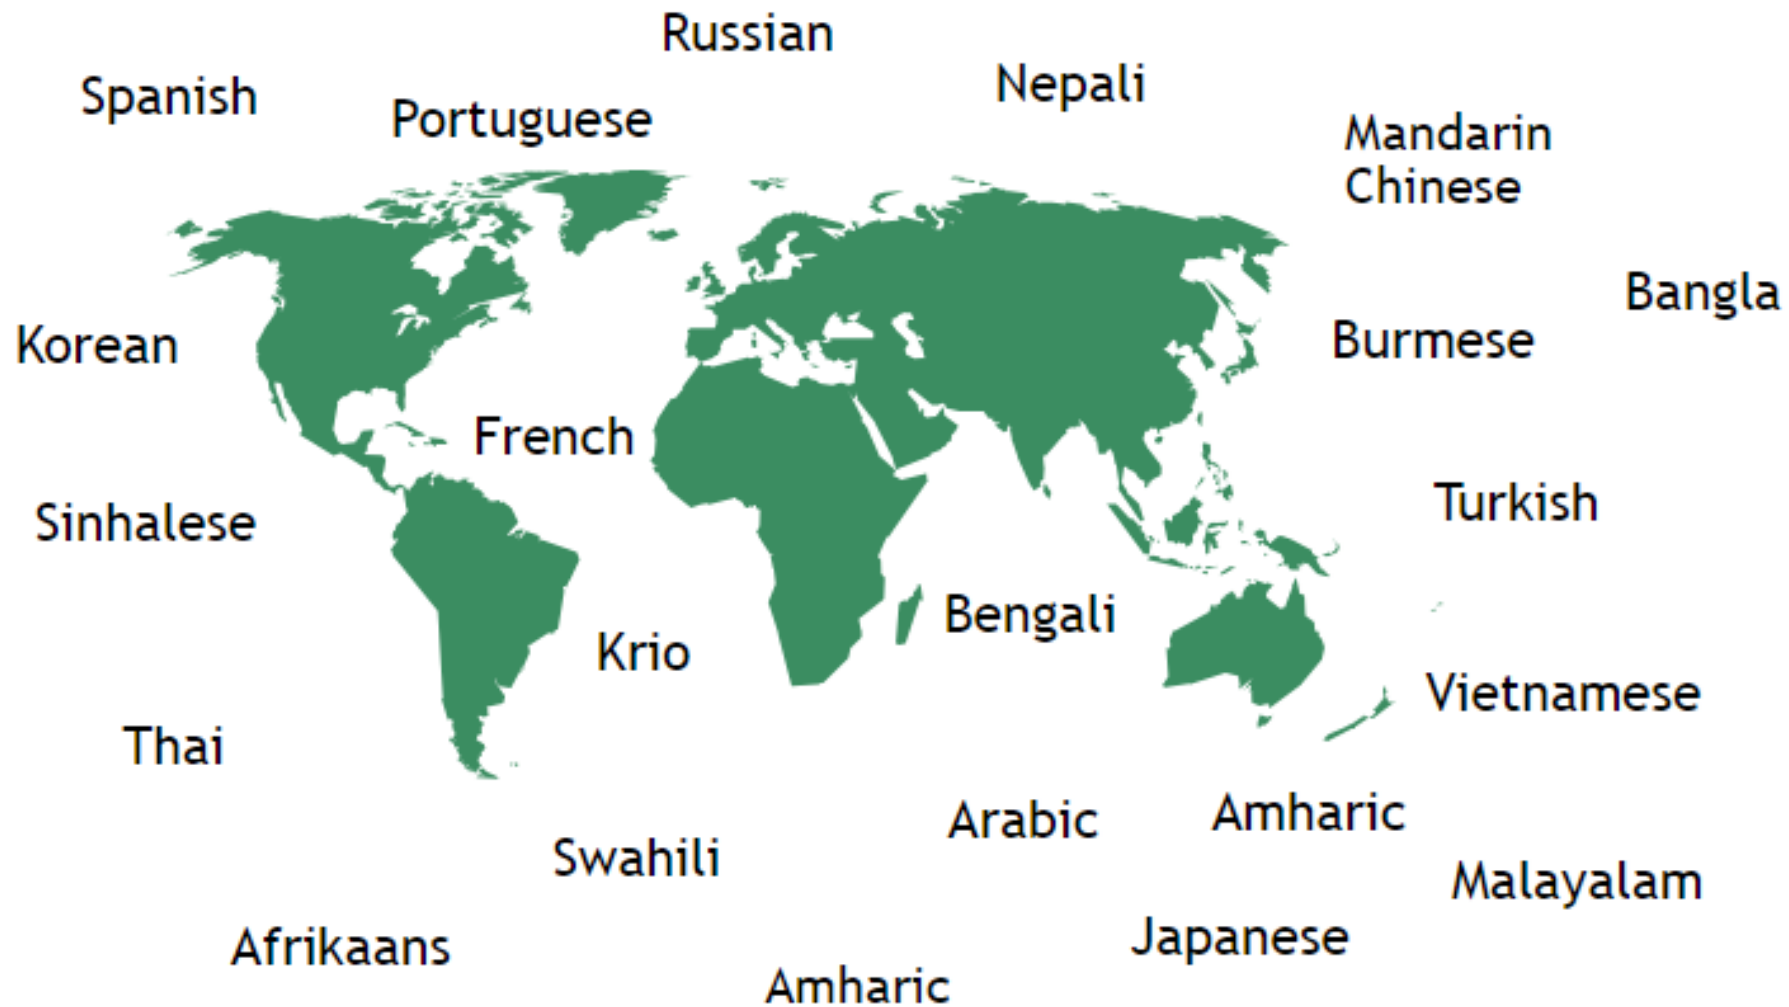 Russian
Nepali
Spanish
Portuguese
Mandarin
Chinese
Bangla
Korean
Burmese
French
Sinhalese
Turkish
Bengali
Krio
Vietnamese
Thai
Arabic
Amharic
Swahili
Malayalam
Afrikaans
Japanese
Amharic